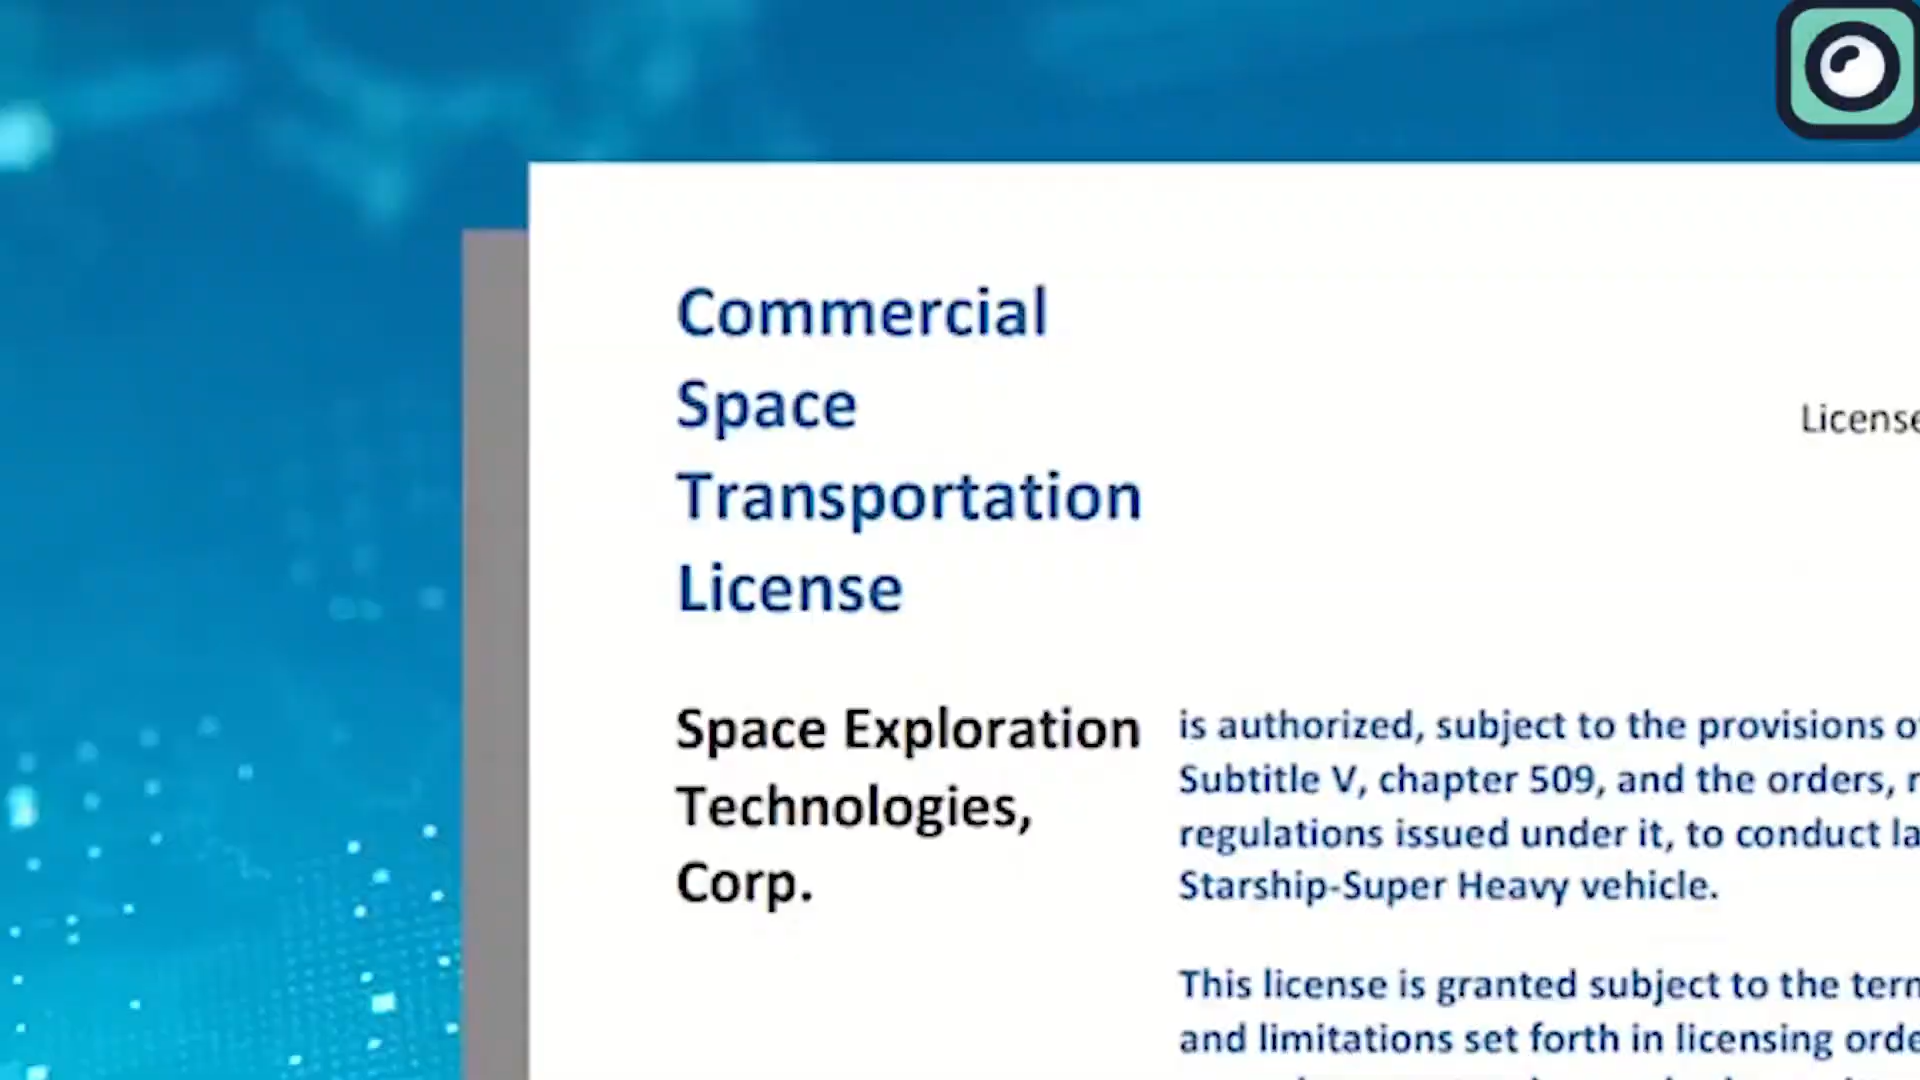 Commercial
Space
Transportation
License
License
Space Exploration
Technologies,
Corp.
is authorized, subject to the provisions
Subtitle V, chapter 509, and the orders,
regulations issued under it, to conduct
Starship-Super Heavy vehicle.
This license is granted subject to the
and limitations set forth in licensing